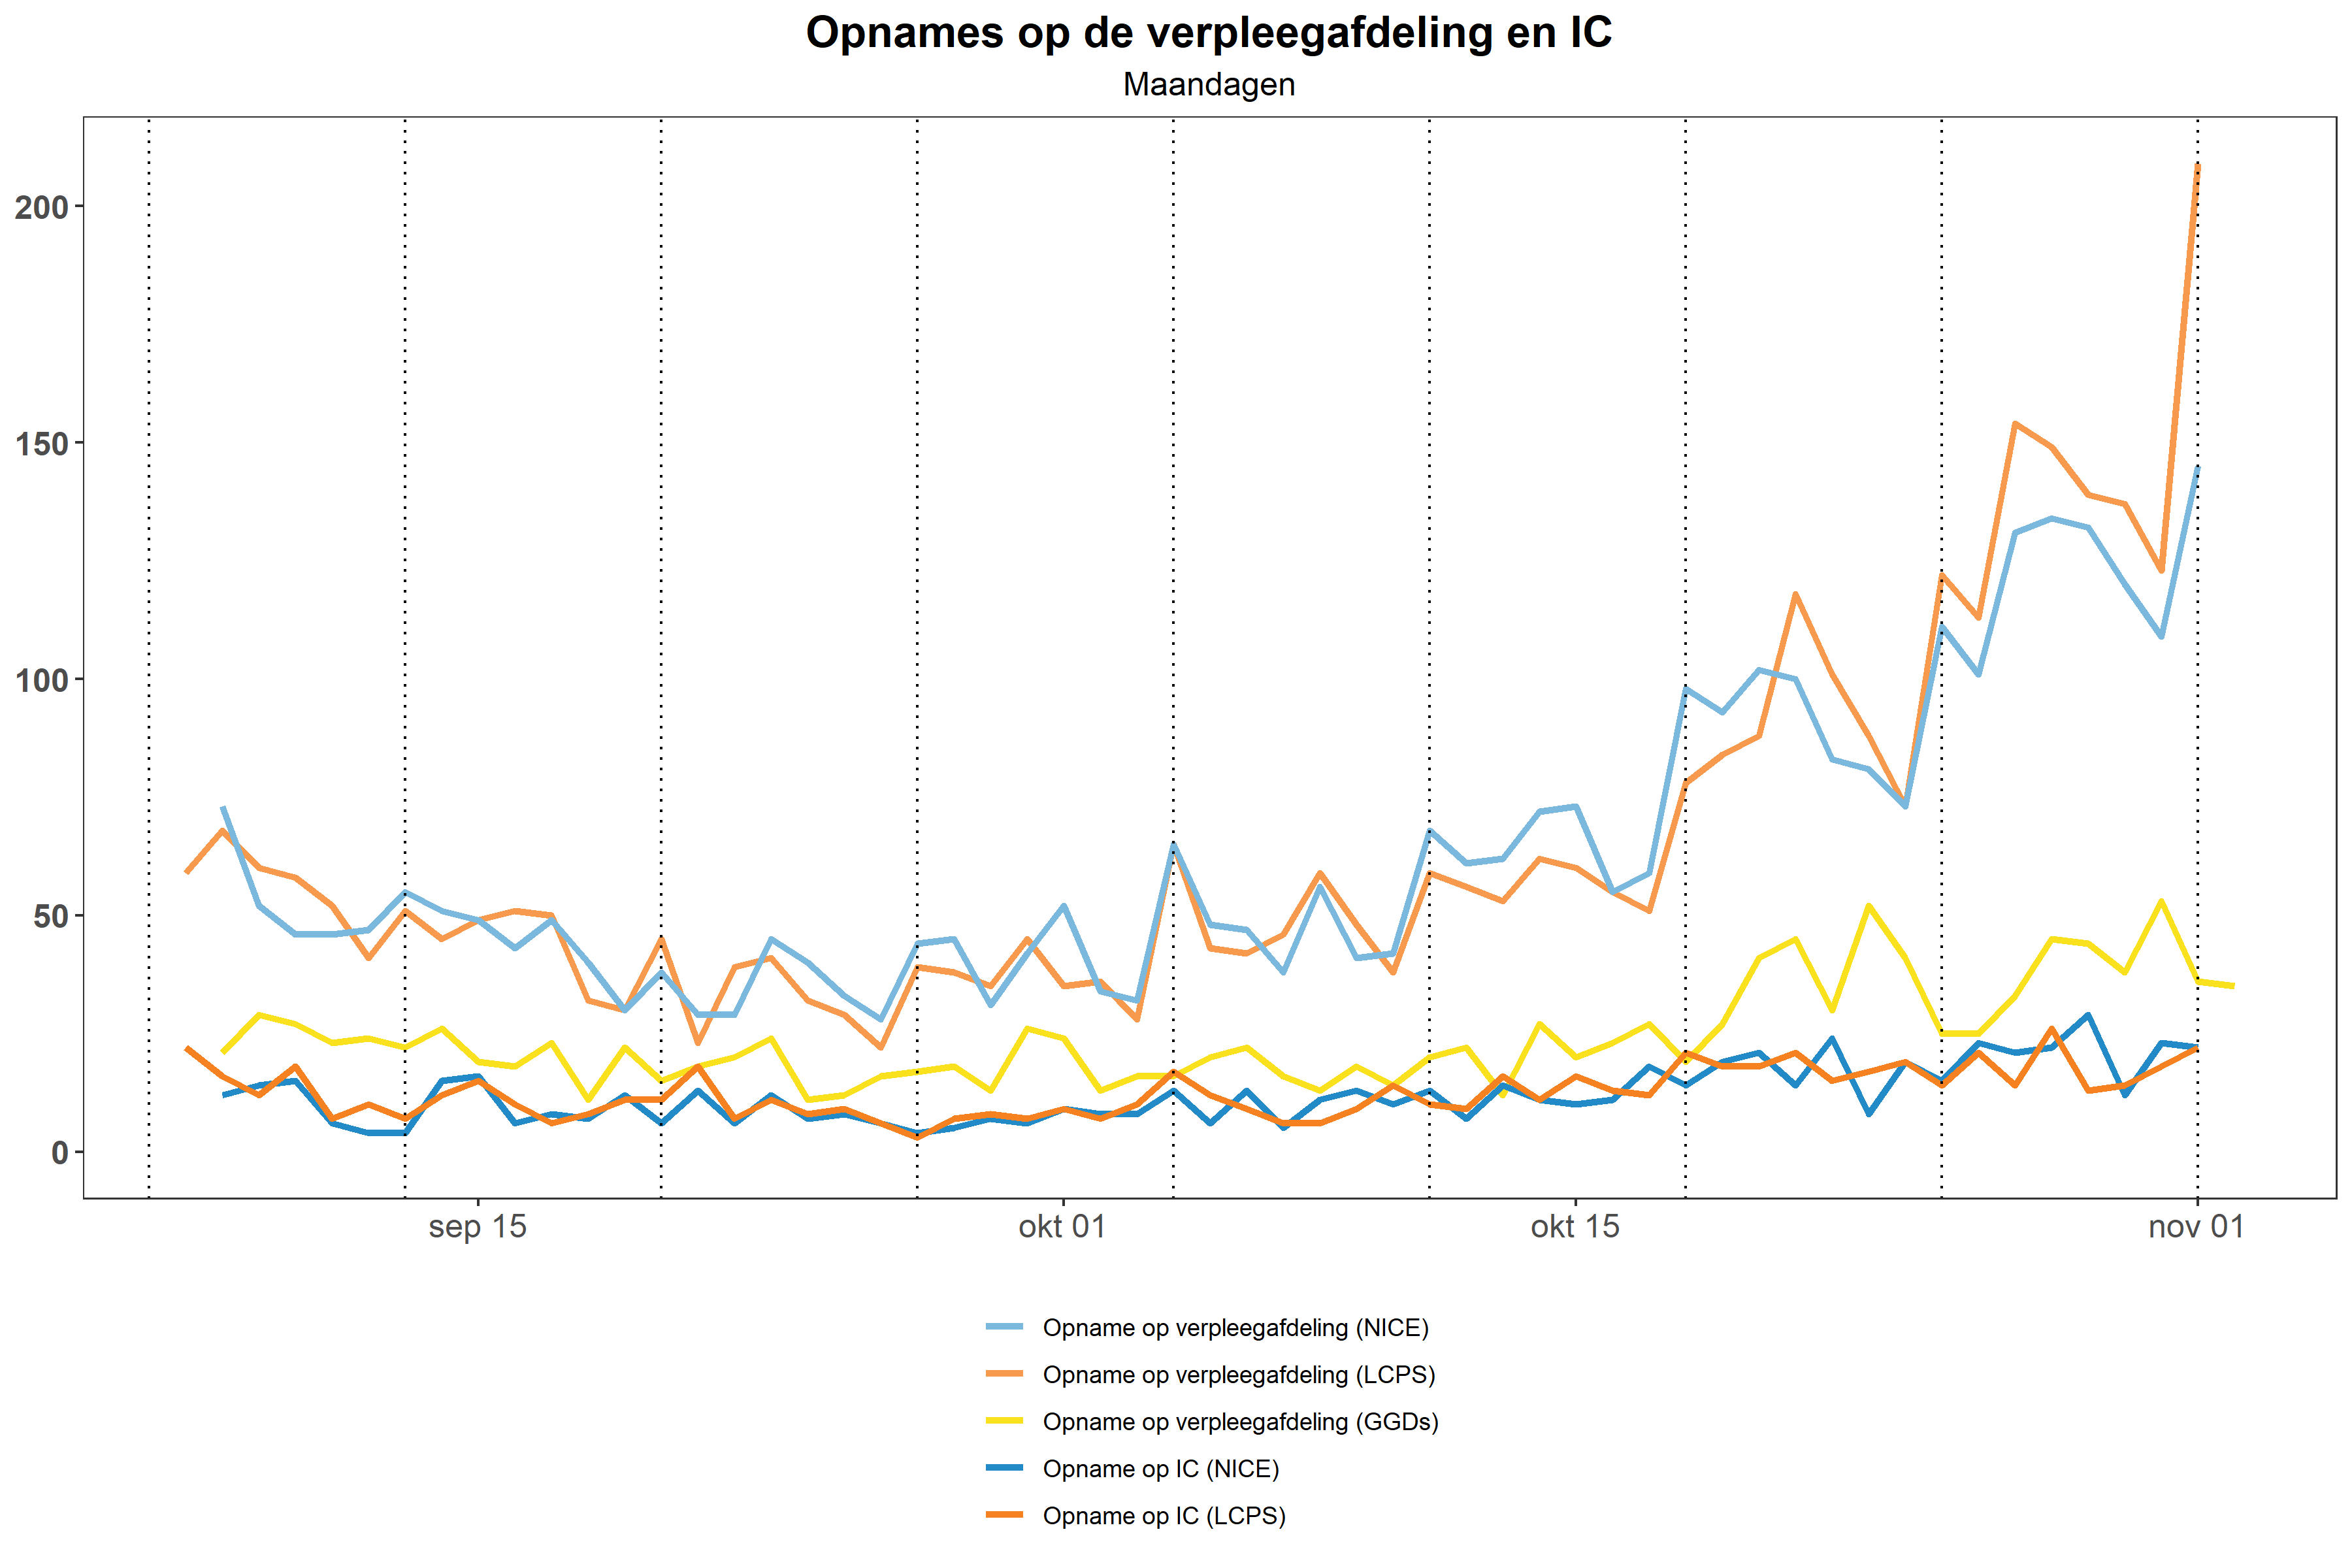 Opnames op de verpleegafdeling en IC
Maandagen
200
150
100
50
0
sep 15 okt 01 okt 15 nov 01
Opname op verpleegafdeling (NICE)
Opname op verpleegafdeling (LCPS)
Opname op verpleegafdeling (GGDs)
Opname op IC (NICE)
Opname op IC (LCPS)